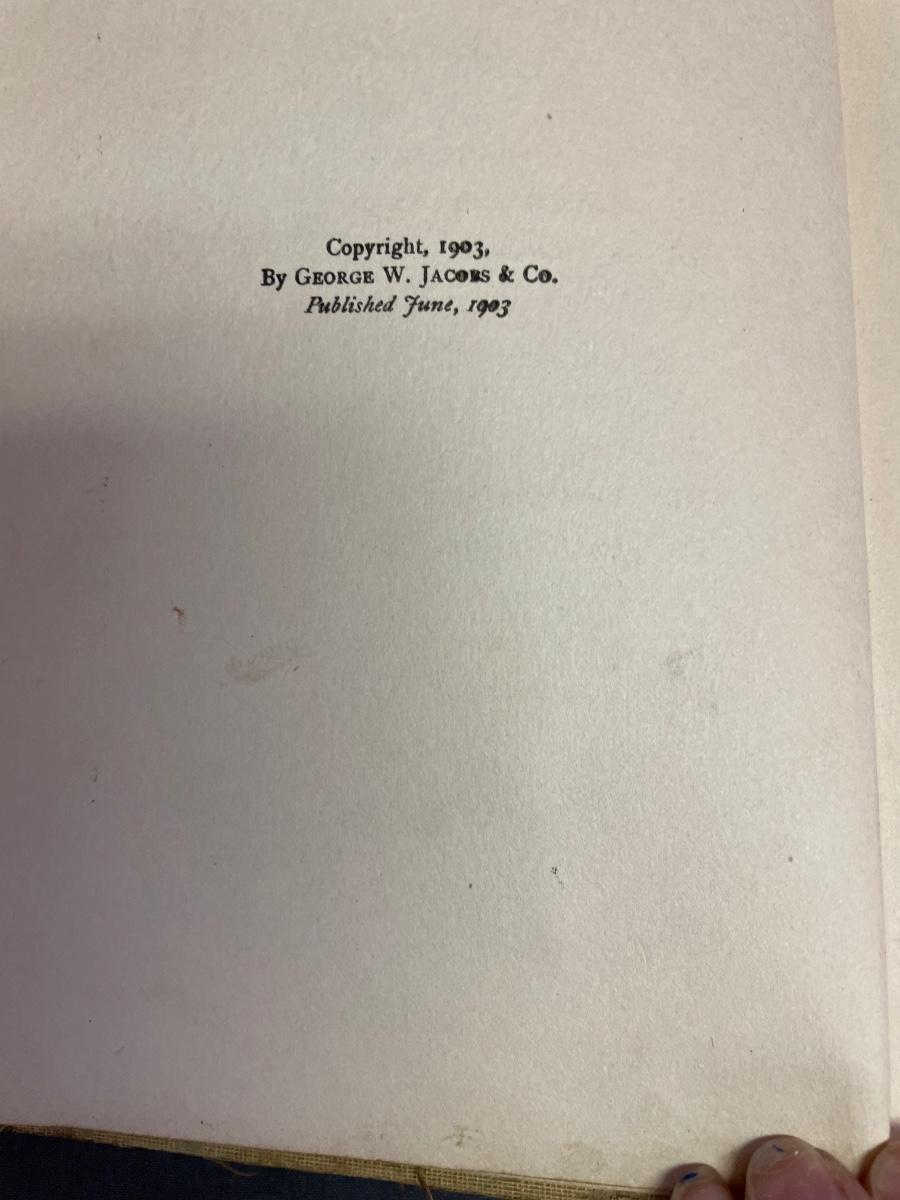 Copyright, 1903,
By GEORGE W. JACOBS & Co.
Published June, 1903